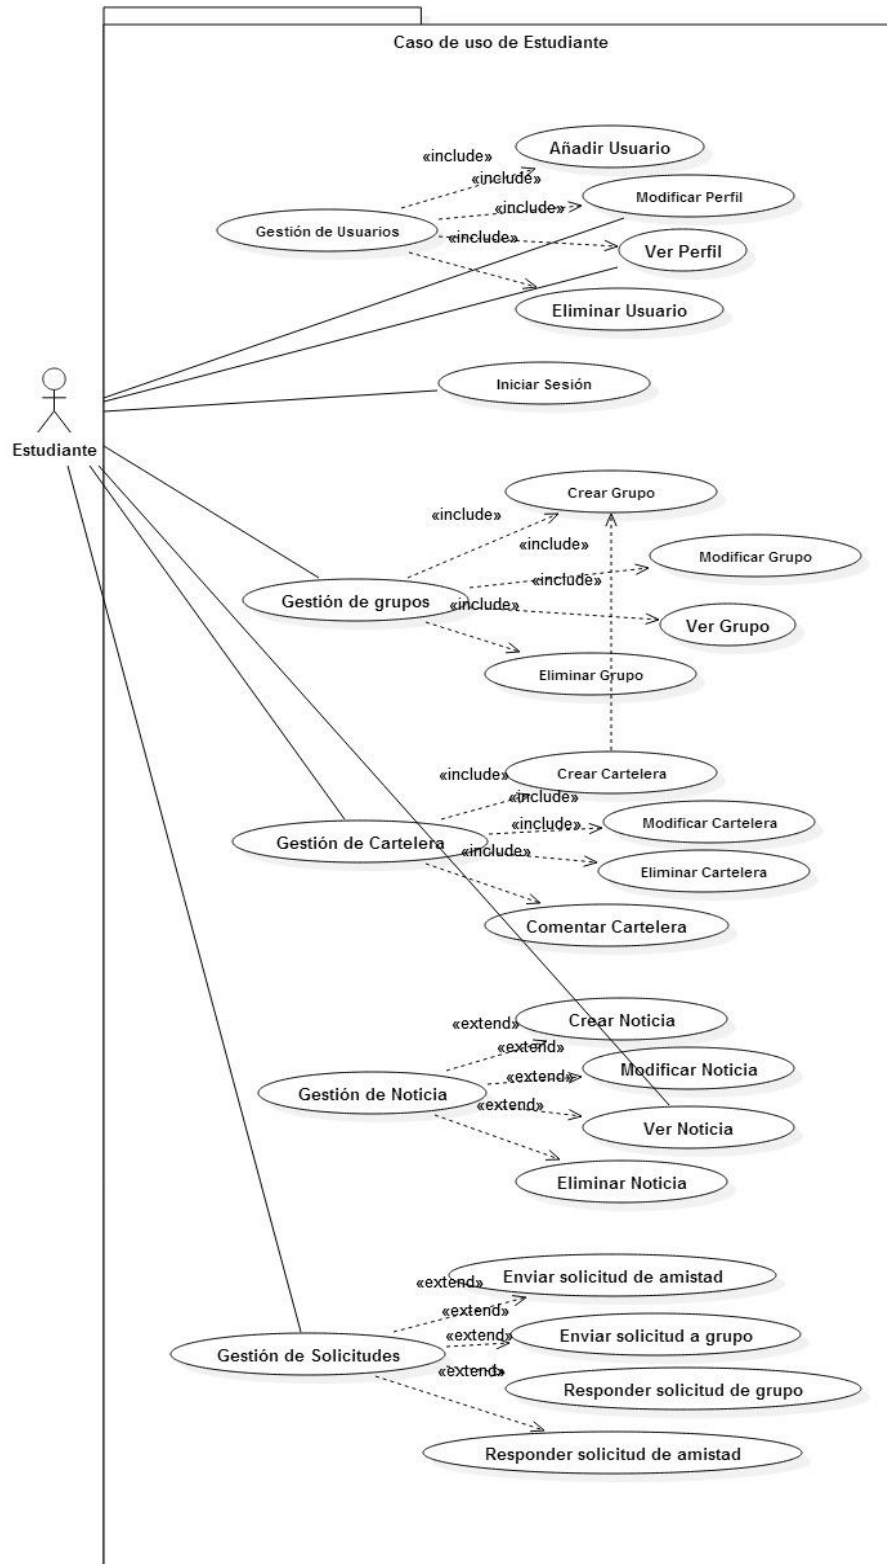 Caso de uso de Estudiante
«include»
Añadir Usuario
«include»
Modificar Perfil
«include»
Gestión de Usuarios
«include»
Ver Perfil
Eliminar Usuario
Iniciar Sesión
Estudiante
Crear Grupo
«include»
«include»
Modificar Grupo
«include»
Gestión de grupos
«include»
Ver Grupo
Eliminar Grupo
Crear Cartelera
«include»
«include»
Modificar Cartelera
«include»
Gestión de Cartelera
«include»
Eliminar Cartelera
Comentar Cartelera
Crear Noticia
«extend»
«extend»
Modificar Noticia
«extend»
Gestión de Noticia
«extend»
Ver Noticia
Eliminar Noticia
Enviar solicitud de amistad
«extend»
«extend»
Enviar solicitud a grupo
«extend»
Gestión de Solicitudes
«extend»
Responder solicitud de grupo
Responder solicitud de amistad